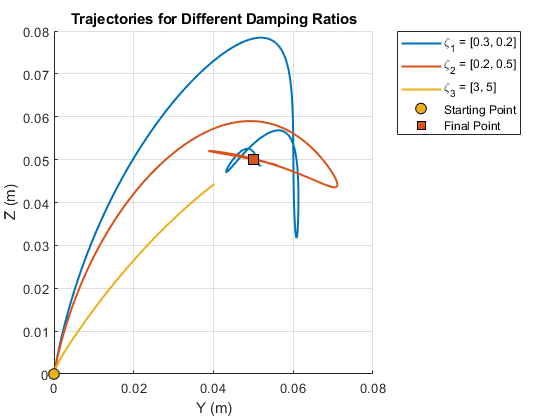 Trajectories for Different Damping Ratios
0.08
0.07
0.06
0.05
0.04
0.03
0.02
0.01
0
Z (m)
0 0.02 0.04 0.06 0.08
Y (m)
ζ₁ = [0.3, 0.2]
ζ₂ = [0.2, 0.5]
ζ₃ = [3, 5]
Starting Point
Final Point